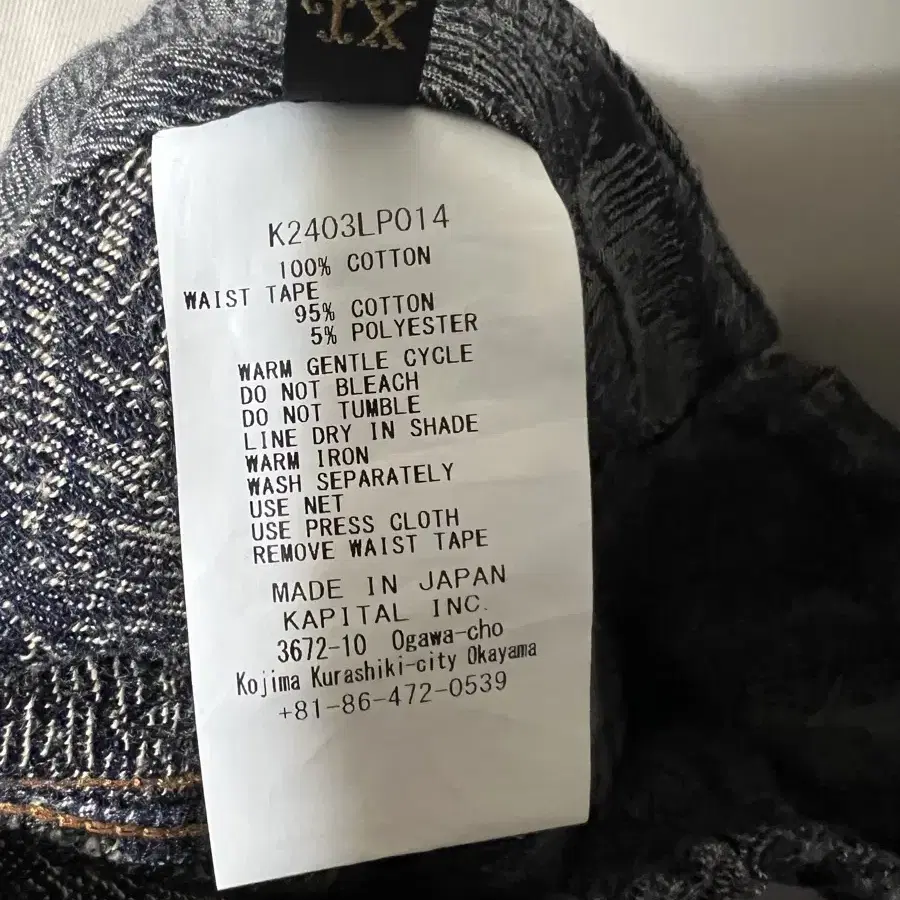 K2403LP014
100% COTTON
WAIST TAPE
95% COTTON
5% POLYESTER
WARM GENTLE CYCLE
DO NOT BLEACH
DO NOT TUMBLE
LINE DRY IN SHADE
WARM IRON
WASH SEPARATELY
USE NET
USE PRESS CLOTH
REMOVE WAIST TAPE
MADE IN JAPAN
KAPITAL INC.
3672-10 Ogawa-cho
Kojima Kurashiki-city Okayama
+81-86-472-0539